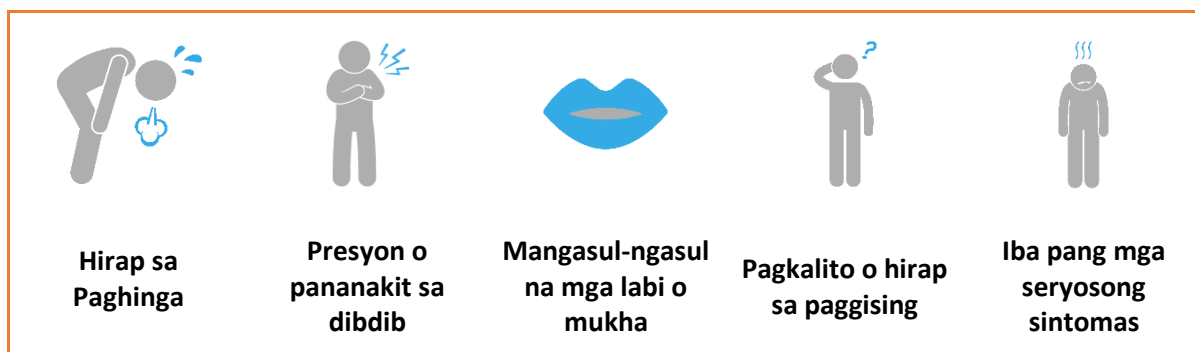 ?
Hirap sa
Paghinga
Presyon o
pananakit sa
dibdib
Mangasul-ngasul
na mga labi o
mukha
Pagkalito o hirap
sa paggising
Iba pang mga
seryosong
sintomas